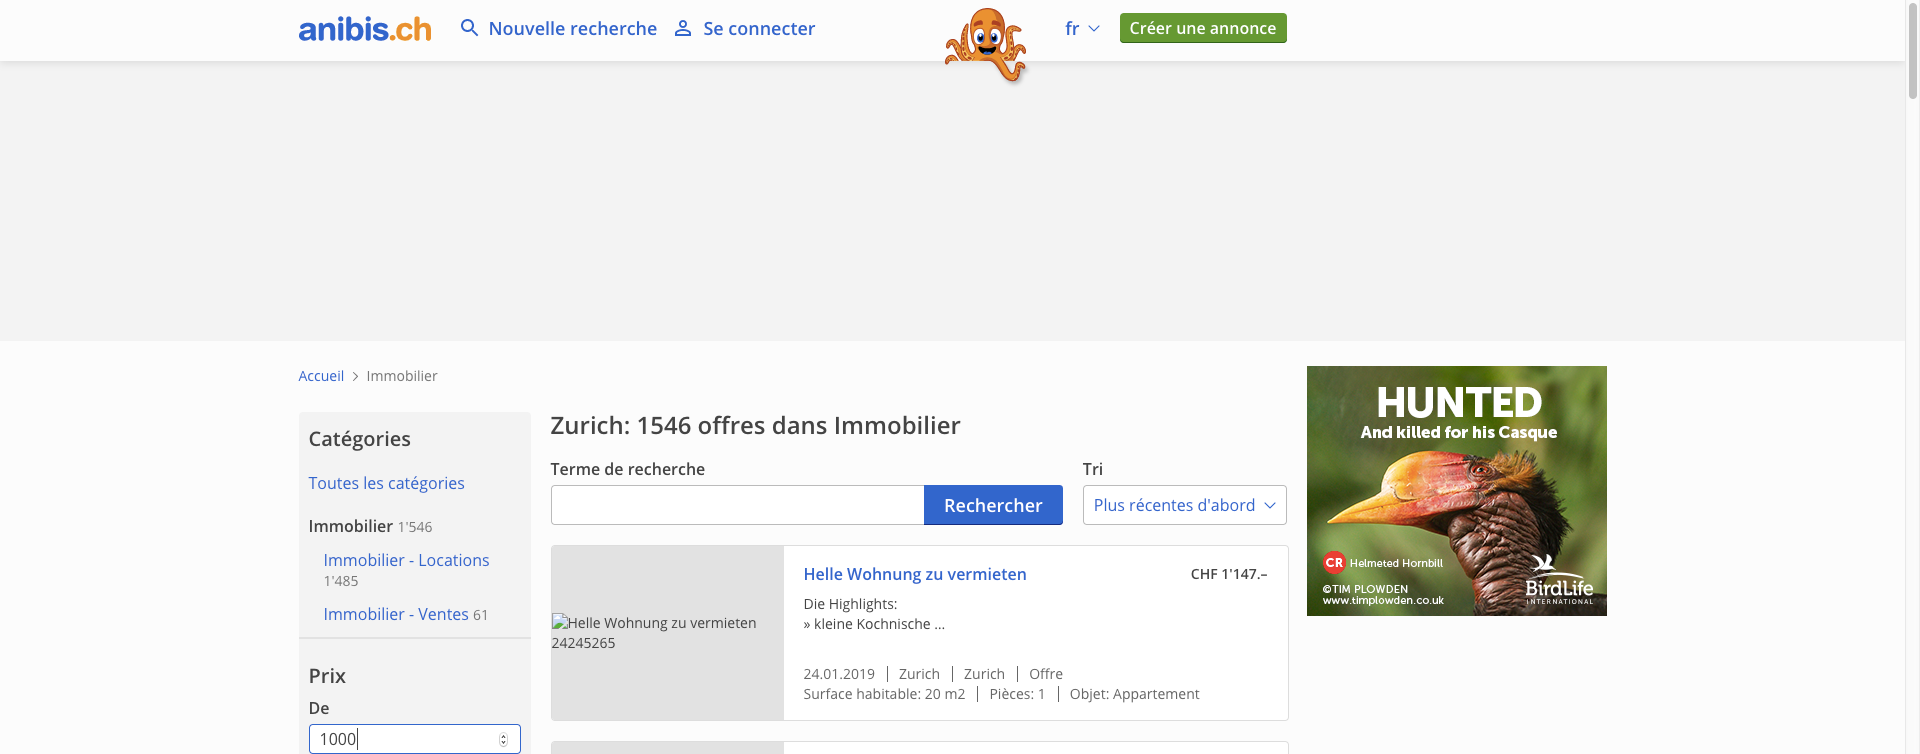 anibis.ch
Nouvelle recherche
Se connecter
fr
Créer une annonce
Accueil
Immobilier
Catégories
Toutes les catégories
Immobilier 1'546
Immobilier - Locations
1'485
Immobilier - Ventes 61
Prix
De
1000
Zurich: 1546 offres dans Immobilier
Terme de recherche
Rechercher
Tri
Plus récentes d'abord
Helle Wohnung zu vermieten
24245265
Helle Wohnung zu vermieten
CHF 1'147.–
Die Highlights:
» kleine Kochnische ...
24.01.2019 | Zurich | Zurich | Offre
Surface habitable: 20 m2 | Pièces: 1 | Objet: Appartement
HUNTED
And killed for his Casque
CR Helmeted Hornbill
©TIM PLOWDEN
www.timplowden.co.uk
BirdLife
INTERNATIONAL